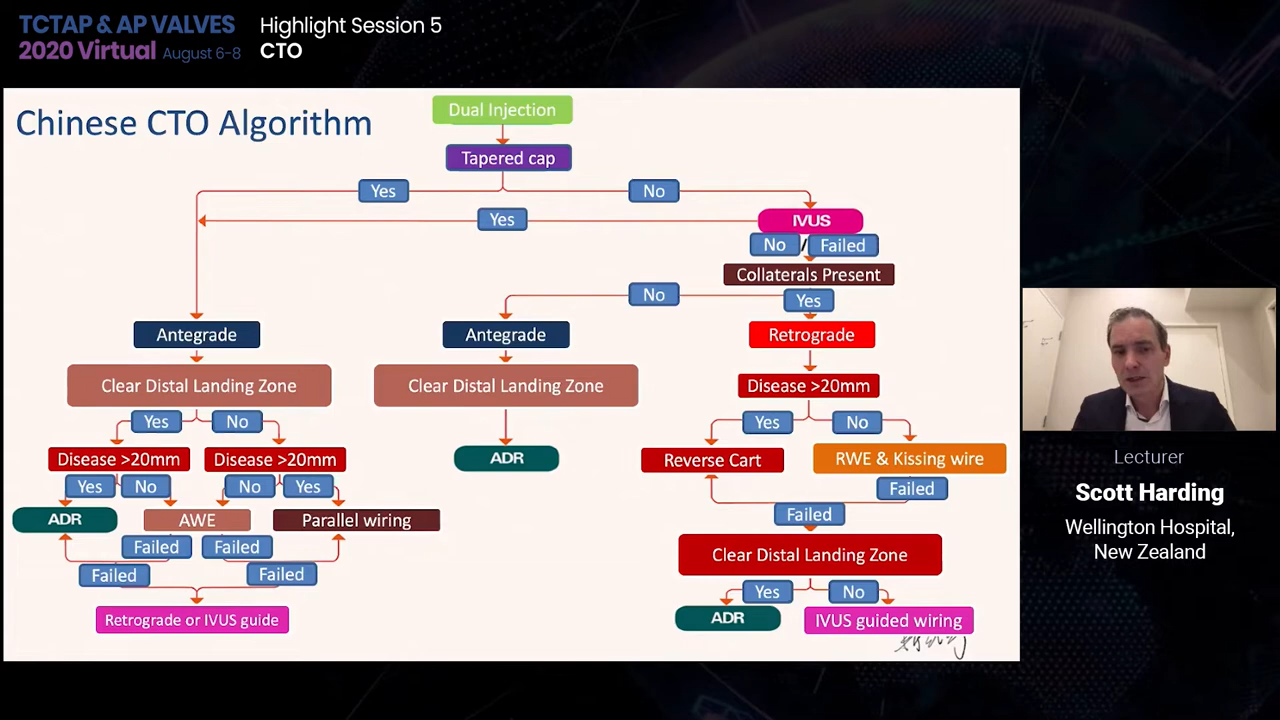 TCTAP & AP VALVES
2020 Virtual August 6-8
Highlight Session 5
CTO
Chinese CTO Algorithm
Dual Injection
Tapered cap
Yes
No
Yes
IVUS
No / Failed
Collaterals Present
No
Yes
Antegrade
Antegrade
Retrograde
Clear Distal Landing Zone
Clear Distal Landing Zone
Disease >20mm
Yes
No
Yes
No
Disease >20mm
Disease >20mm
ADR
Reverse Cart
RWE & Kissing wire
Yes
No
No
Yes
Failed
ADR
AWE
Parallel wiring
Failed
Failed
Failed
Clear Distal Landing Zone
Failed
Failed
Yes
No
Retrograde or IVUS guide
ADR
IVUS guided wiring
Lecturer
Scott Harding
Wellington Hospital,
New Zealand